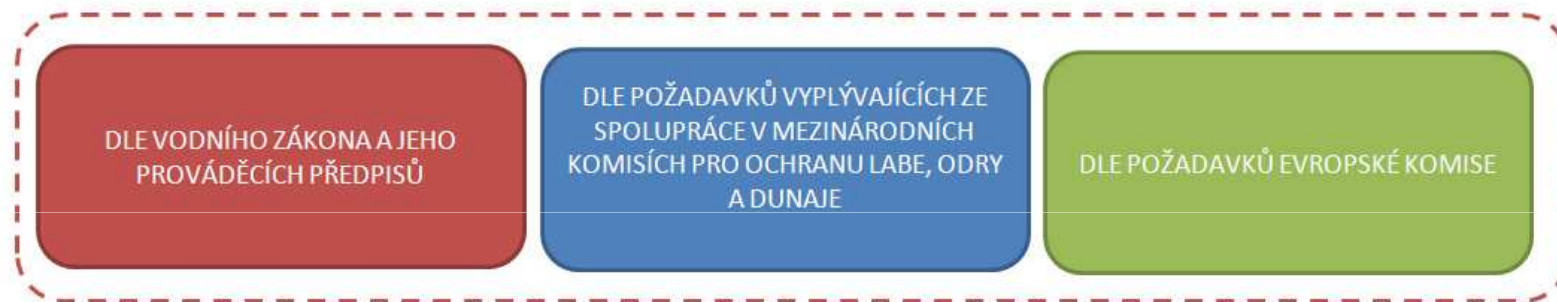 DLE VODNÍHO ZÁKONA A JEHO
PROVÁDĚCÍCH PŘEDPISŮ
DLE POŽADAVKŮ VYPLÝVAJÍCÍCH ZE
SPOLUPRÁCE V MEZINÁRODNÍCH
KOMISÍCH PRO OCHRANU LABE, ODRY
A DUNAJE
DLE POŽADAVKŮ EVROPSKÉ KOMISE